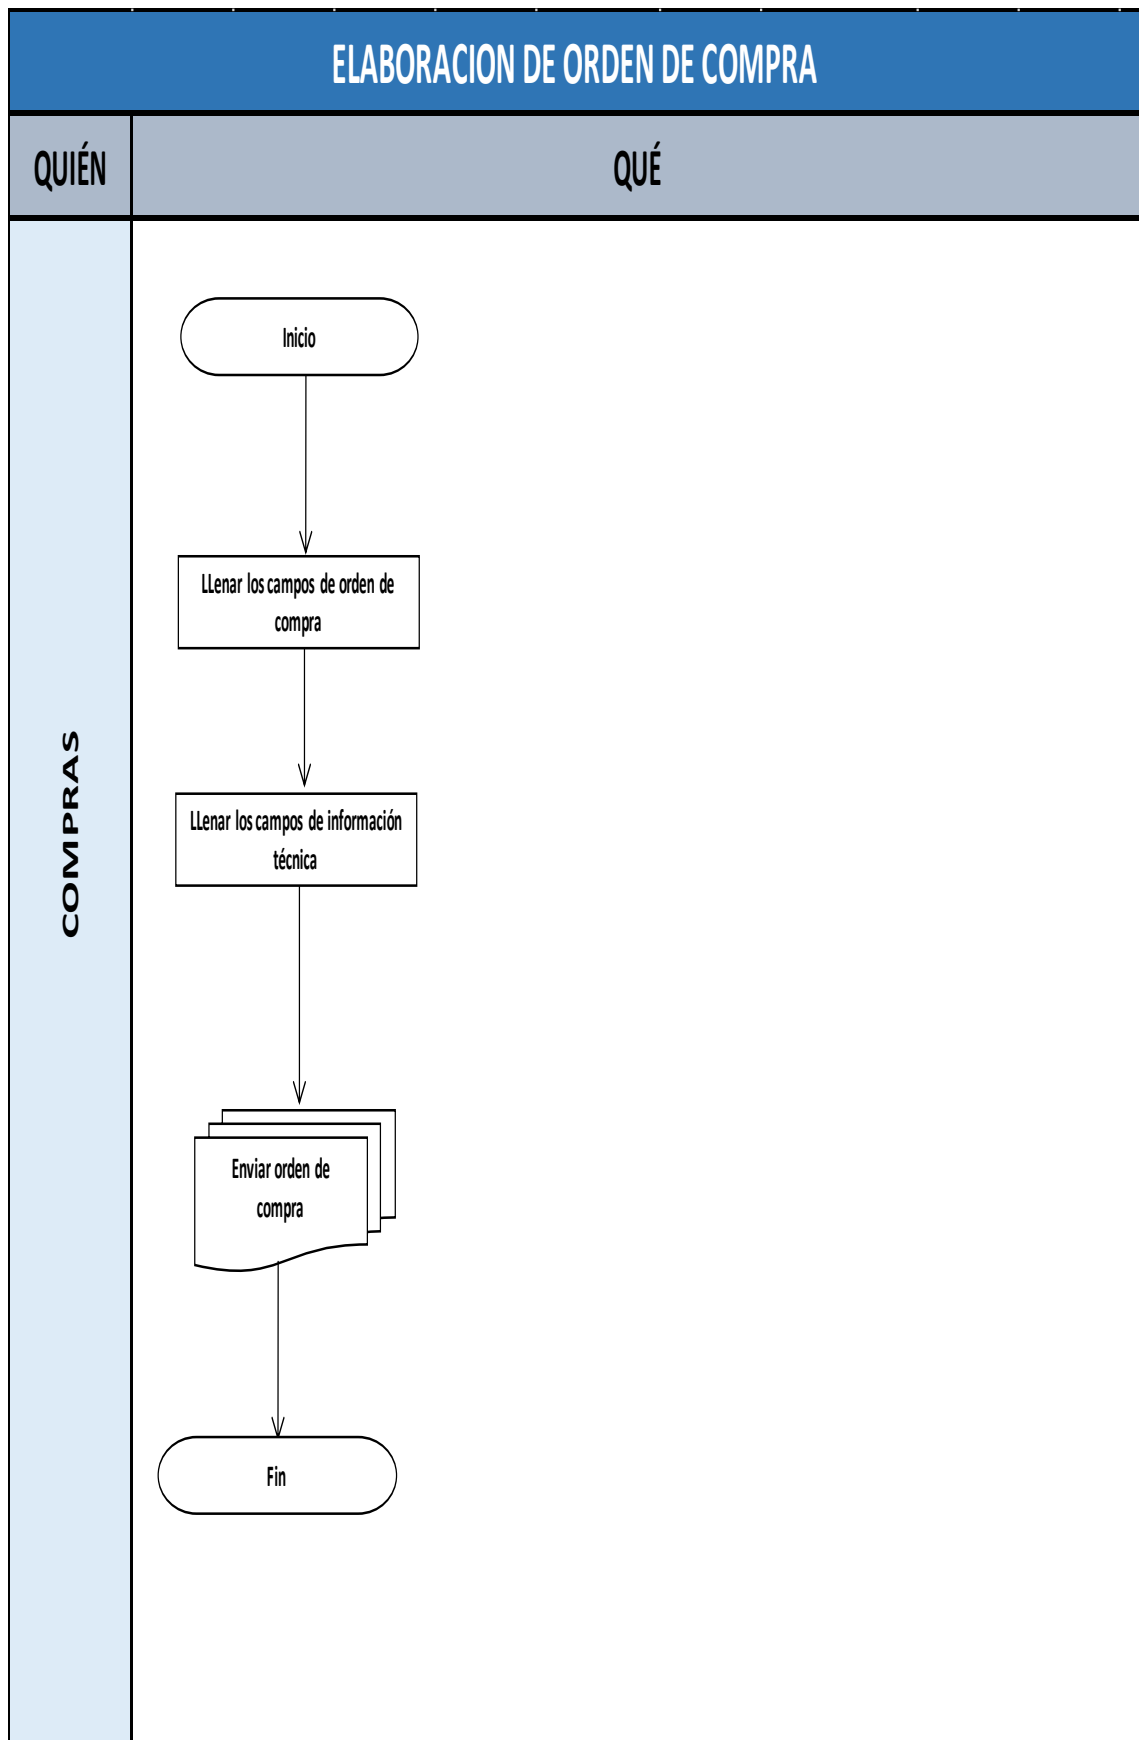 ELABORACION DE ORDEN DE COMPRA
QUIÉN
QUÉ
COMPRAS
Inicio
LLenar los campos de orden de
compra
LLenar los campos de información
técnica
Enviar orden de
compra
Fin